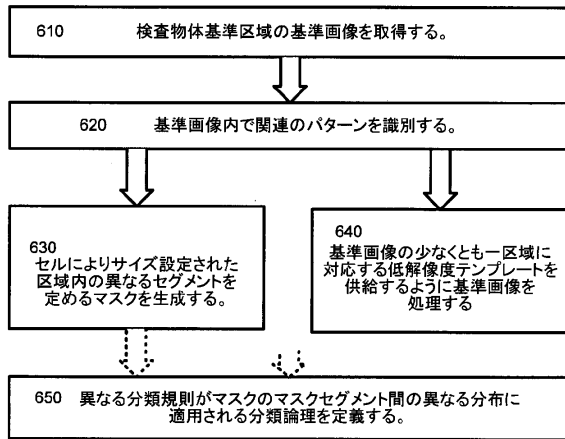 610 検査物体基準区域の基準画像を取得する。
620 基準画像内で関連のパターンを識別する。
630
セルによりサイズ設定された
区域内の異なるセグメントを
定めるマスクを生成する。
640
基準画像の少なくとも一区域に
対応する低解像度テンプレートを
供給するように基準画像を
処理する
650 異なる分類規則がマスクのマスクセグメント間の異なる分布に
適用される分類論理を定義する。